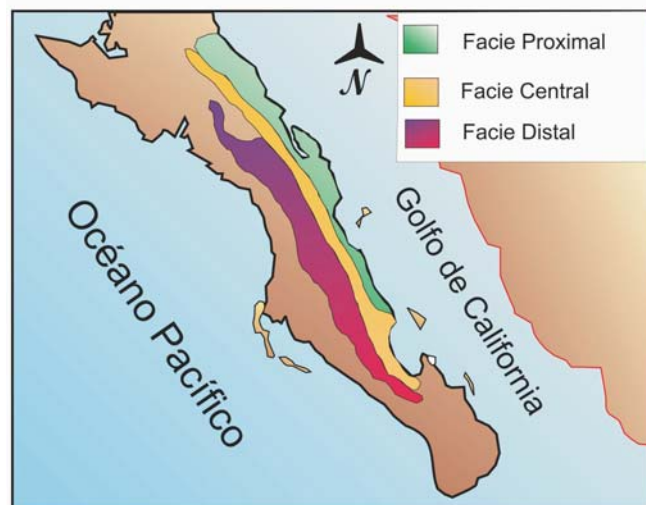 Facie Proximal
Facie Central
Facie Distal
N
Golfo de California
Océano Pacífico